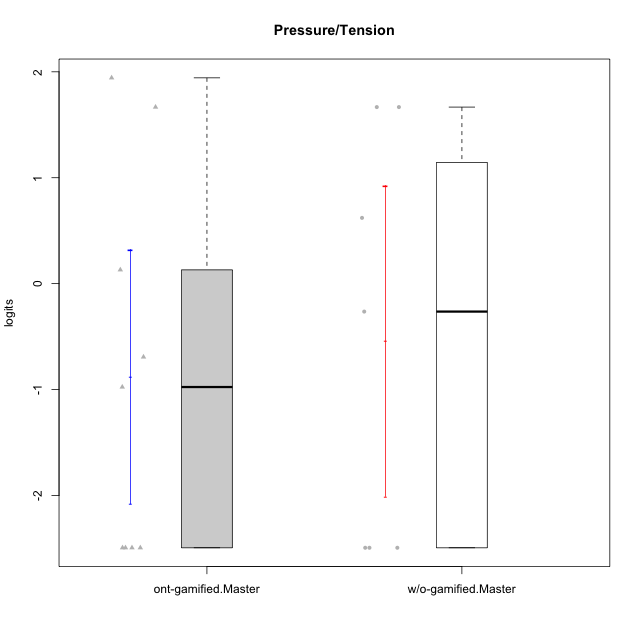 Pressure/Tension
2
1
0
-1
-2
logits
ont-gamified.Master
w/o-gamified.Master